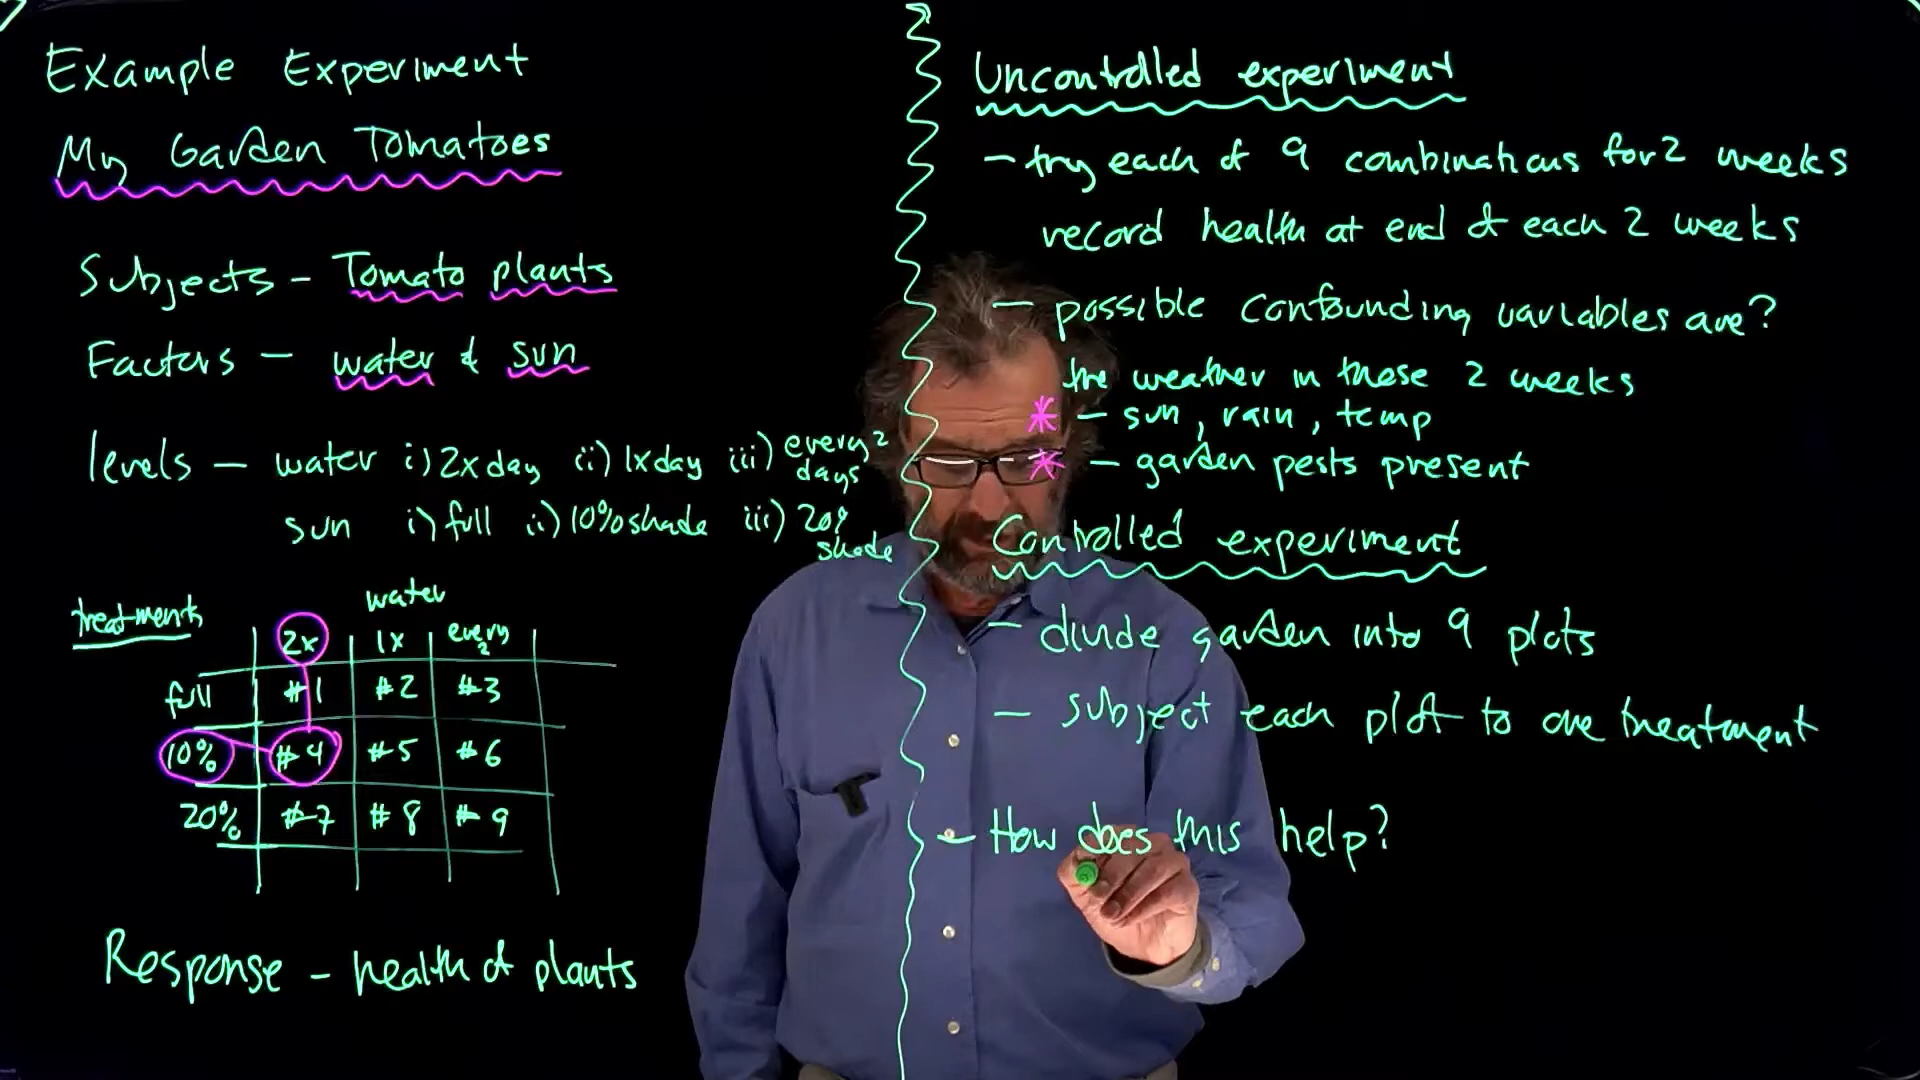 Example Experiment
My Garden Tomatoes
Subjects - Tomato plants
Factors - water & sun
levels - water i) 2x day ii) 1x day iii) every 2 days
sun i) full ii) 10% shade iii) 20% shade
treatments
water
2x 1x every 2
full #1 #2 #3
10% #4 #5 #6
20% #7 #8 #9
Response - health of plants
Uncontrolled experiment
- try each of 9 combinations for 2 weeks
record health at end of each 2 weeks
- possible confounding variables are?
the weather in these 2 weeks
* - sun, rain, temp
* - garden pests present
Controlled experiment
- divide garden into 9 plots
- subject each plot to one treatment
- How does this help?